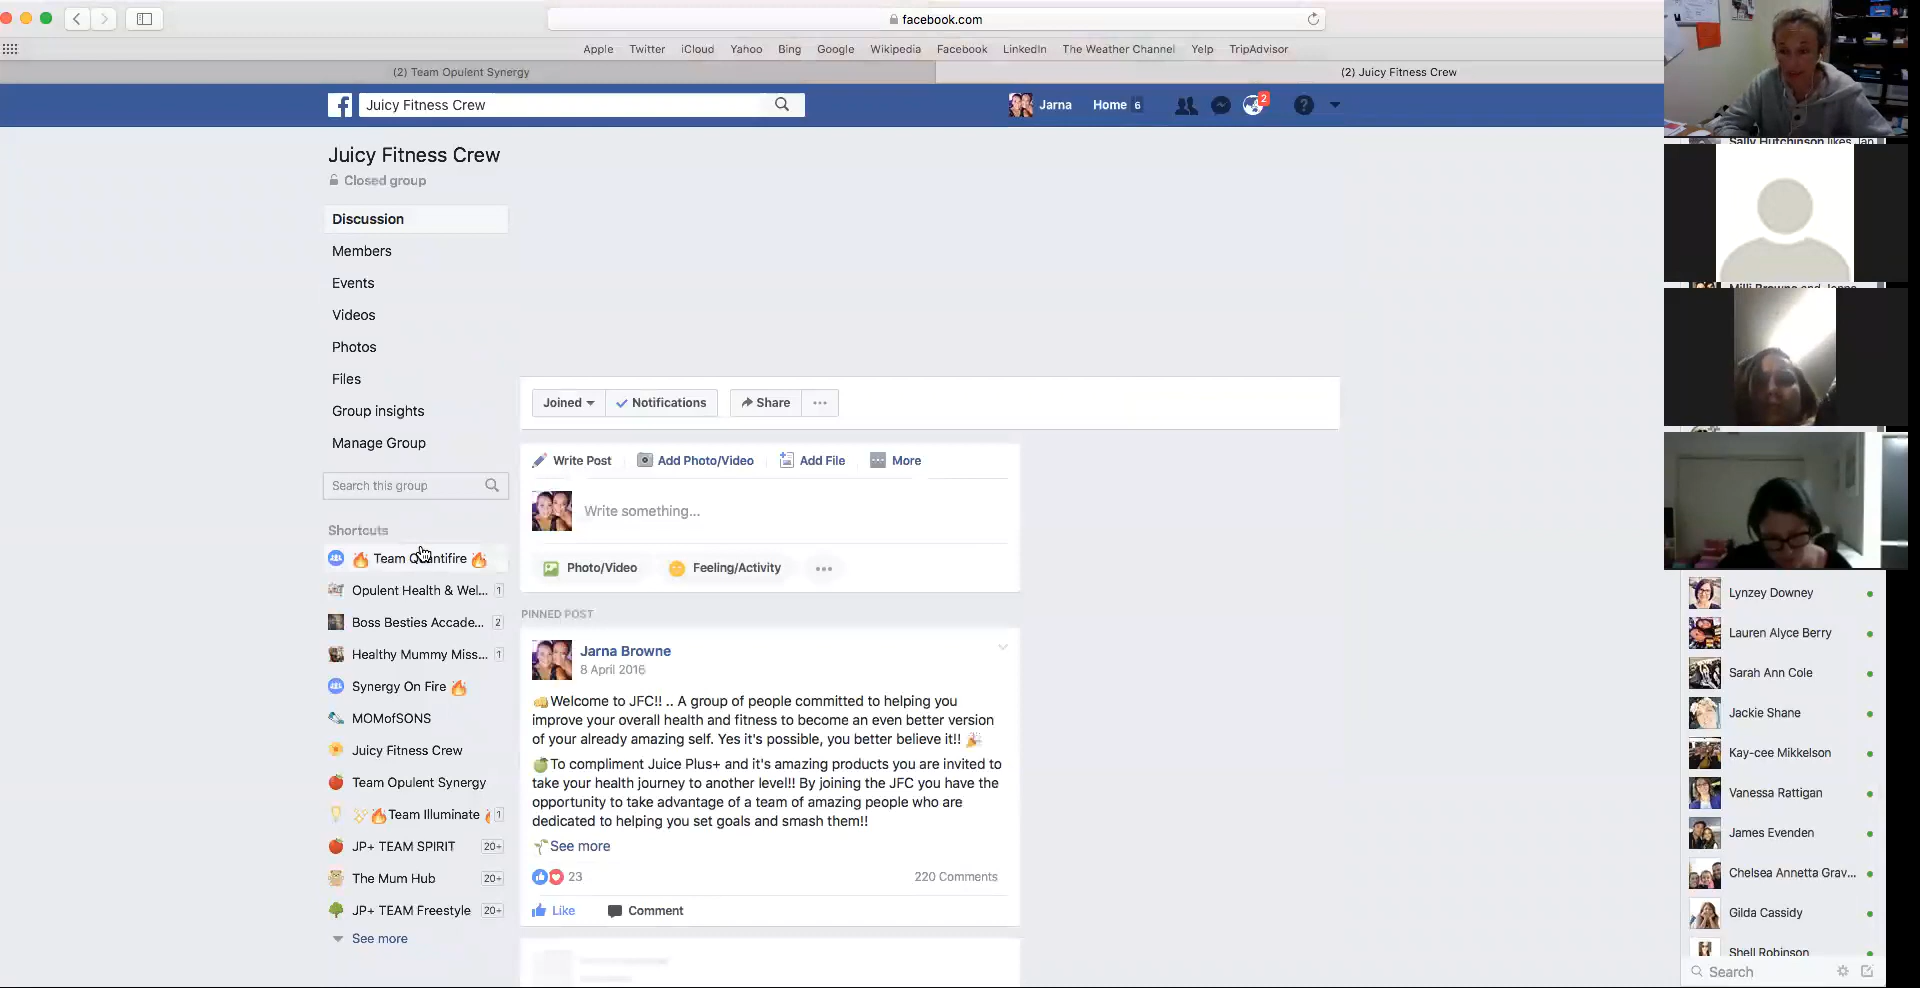 facebook.com
Apple Twitter iCloud Yahoo Bing Google Wikipedia Facebook LinkedIn The Weather Channel Yelp TripAdvisor
(2) Team Opulent Synergy (2) Juicy Fitness Crew
Juicy Fitness Crew Jarna Home 6 2
Juicy Fitness Crew
Closed group
Discussion
Members
Events
Videos
Photos
Files
Group insights
Manage Group
Search this group
Shortcuts
🔥 Team Quantifire 🔥
Opulent Health & Wel... 1
Boss Besties Accade... 2
Healthy Mummy Miss... 1
Synergy On Fire 🔥
MOMofSONS
Juicy Fitness Crew
Team Opulent Synergy
✨🔥Team Illuminate 1
JP+ TEAM SPIRIT 20+
The Mum Hub 20+
JP+ TEAM Freestyle 20+
See more
Joined Notifications Share ...
Write Post Add Photo/Video Add File More
Write something...
Photo/Video Feeling/Activity ...
PINNED POST
Jarna Browne
8 April 2016
👊Welcome to JFC!! .. A group of people committed to helping you
improve your overall health and fitness to become an even better version
of your already amazing self. Yes it's possible, you better believe it!! 🎉
🍏To compliment Juice Plus+ and it's amazing products you are invited to
take your health journey to another level!! By joining the JFC you have the
opportunity to take advantage of a team of amazing people who are
dedicated to helping you set goals and smash them!!
🌱See more
23 220 Comments
Like Comment
Sally Hutchinson likes Jan
Milli Browne and
Lynzey Downey
Lauren Alyce Berry
Sarah Ann Cole
Jackie Shane
Kay-cee Mikkelson
Vanessa Rattigan
James Evenden
Chelsea Annetta Grav...
Gilda Cassidy
Shell Robinson
Search